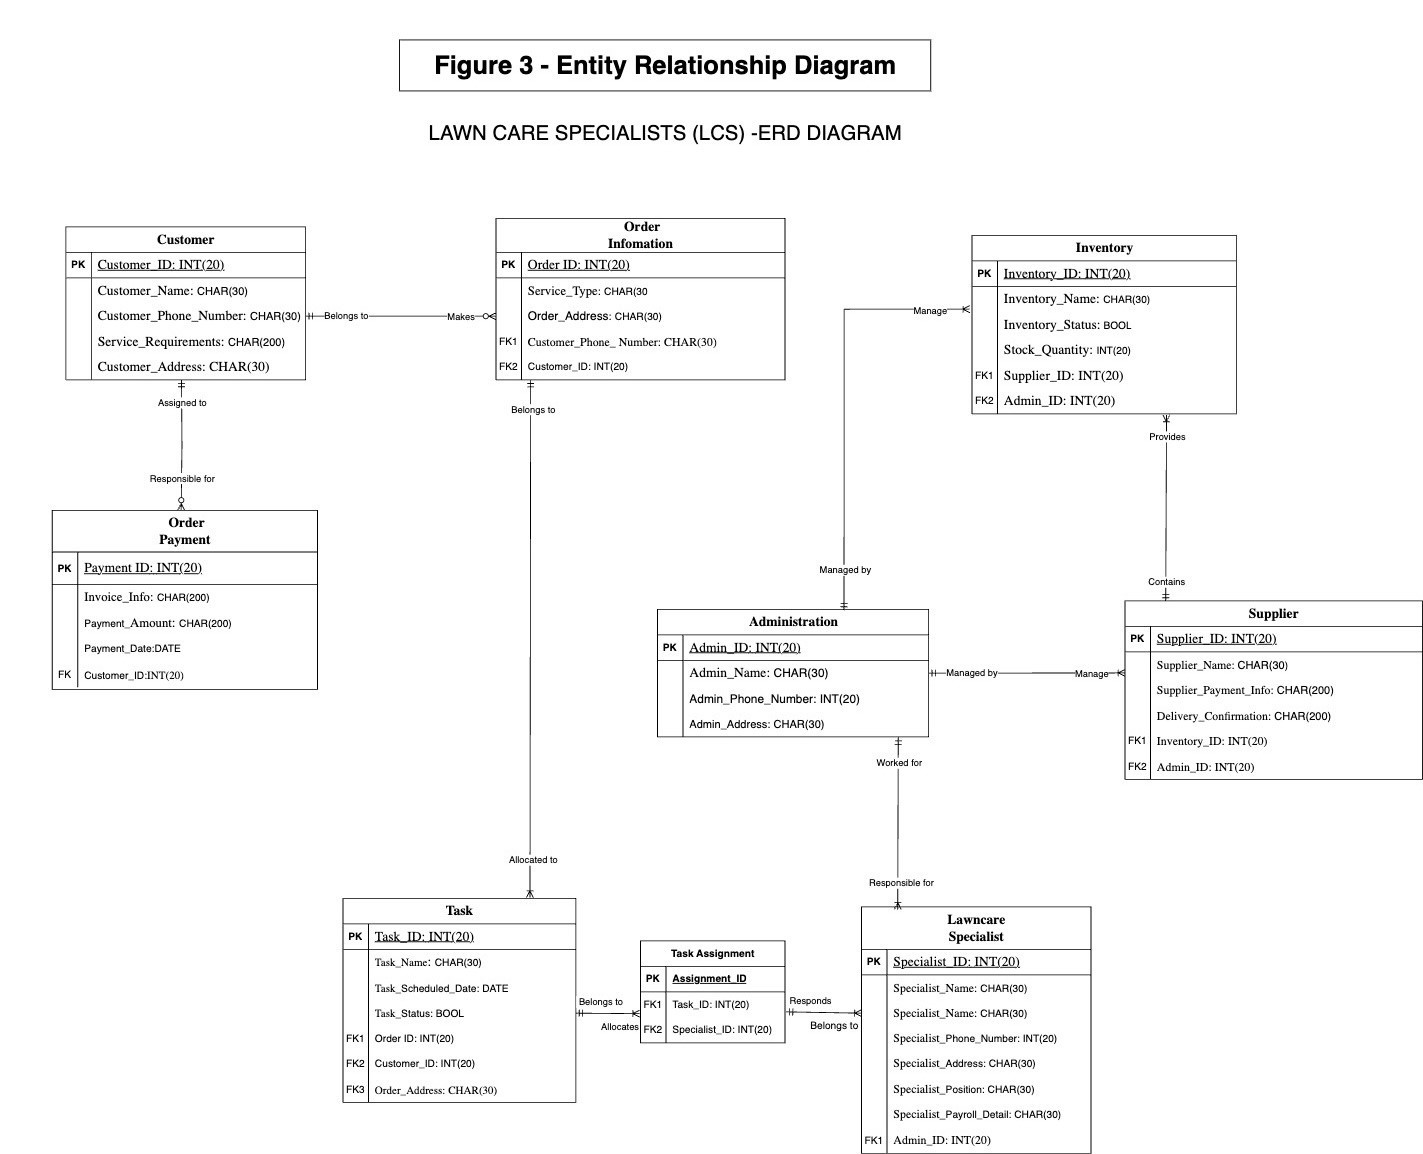 Figure 3 - Entity Relationship Diagram
LAWN CARE SPECIALISTS (LCS) -ERD DIAGRAM
Customer
PK Customer_ID: INT(20)
Customer_Name: CHAR(30)
Customer_Phone_Number: CHAR(30)
Service_Requirements: CHAR(200)
Customer_Address: CHAR(30)
Belongs to
Makes
Order
Infomation
PK Order ID: INT(20)
Service_Type: CHAR(30
Order_Address: CHAR(30)
FK1 Customer_Phone_ Number: CHAR(30)
FK2 Customer_ID: INT(20)
Inventory
PK Inventory_ID: INT(20)
Inventory_Name: CHAR(30)
Inventory_Status: BOOL
Stock_Quantity: INT(20)
FK1 Supplier_ID: INT(20)
FK2 Admin_ID: INT(20)
Manage
Managed by
Assigned to
Responsible for
Belongs to
Allocated to
Provides
Contains
Order
Payment
PK Payment ID: INT(20)
Invoice_Info: CHAR(200)
Payment_Amount: CHAR(200)
Payment_Date:DATE
FK Customer_ID:INT(20)
Administration
PK Admin_ID: INT(20)
Admin_Name: CHAR(30)
Admin_Phone_Number: INT(20)
Admin_Address: CHAR(30)
Managed by
Manage
Supplier
PK Supplier_ID: INT(20)
Supplier_Name: CHAR(30)
Supplier_Payment_Info: CHAR(200)
Delivery_Confirmation: CHAR(200)
FK1 Inventory_ID: INT(20)
FK2 Admin_ID: INT(20)
Worked for
Responsible for
Task
PK Task_ID: INT(20)
Task_Name: CHAR(30)
Task_Scheduled_Date: DATE
Task_Status: BOOL
FK1 Order ID: INT(20)
FK2 Customer_ID: INT(20)
FK3 Order_Address: CHAR(30)
Belongs to
Allocates
Task Assignment
PK Assignment_ID
FK1 Task_ID: INT(20)
FK2 Specialist_ID: INT(20)
Responds
Belongs to
Lawncare
Specialist
PK Specialist_ID: INT(20)
Specialist_Name: CHAR(30)
Specialist_Name: CHAR(30)
Specialist_Phone_Number: INT(20)
Specialist_Address: CHAR(30)
Specialist_Position: CHAR(30)
Specialist_Payroll_Detail: CHAR(30)
FK1 Admin_ID: INT(20)